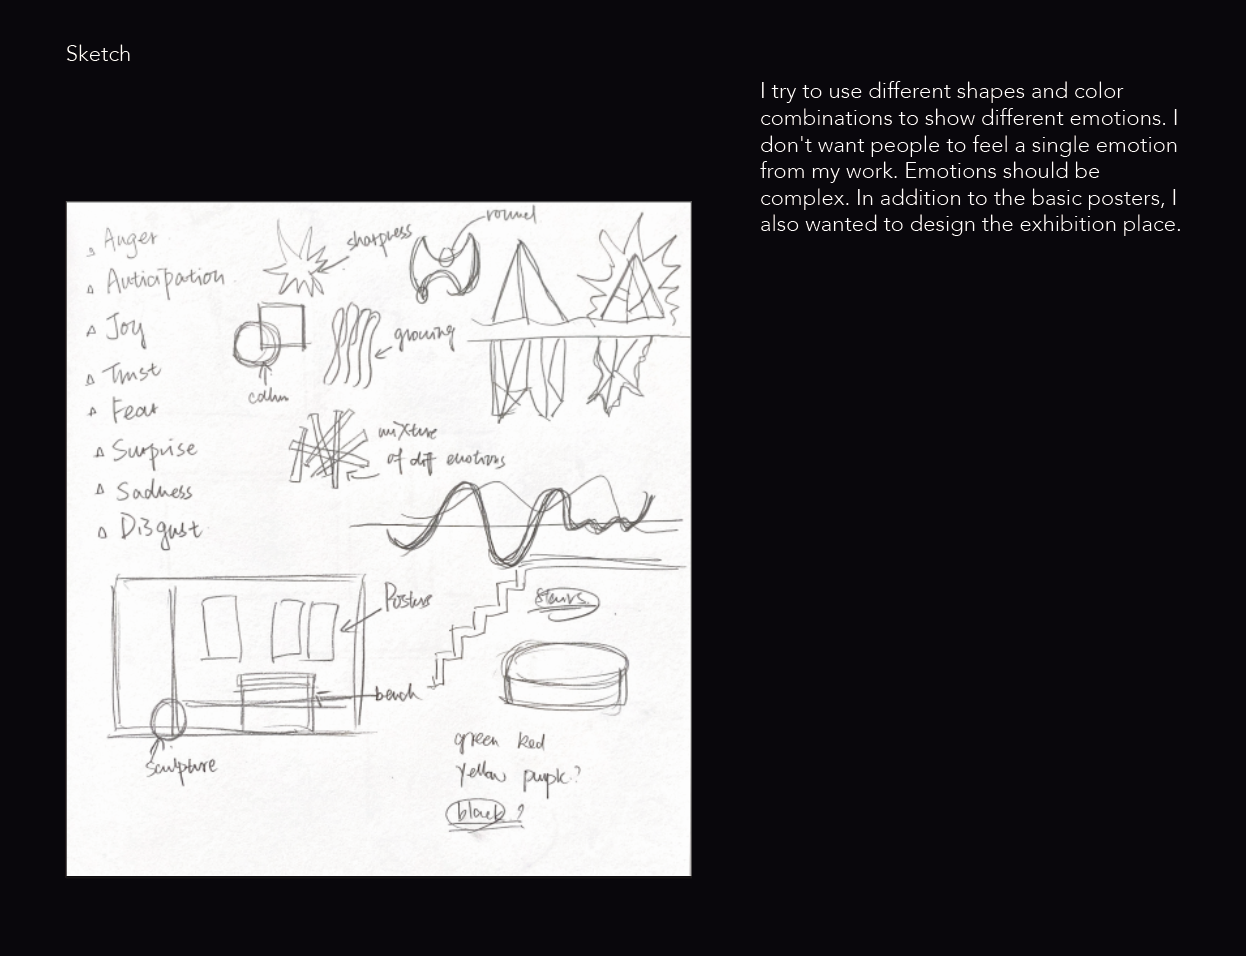 Sketch
I try to use different shapes and color
combinations to show different emotions. I
don't want people to feel a single emotion
from my work. Emotions should be
complex. In addition to the basic posters, I
also wanted to design the exhibition place.
Anger
Anticipation
Joy
Trust
Fear
Surprise
Sadness
Disgust
sharpness
round
growing
mixture
of diff emotions
bench
sculpture
stairs
green Red
Yellow purple?
black?